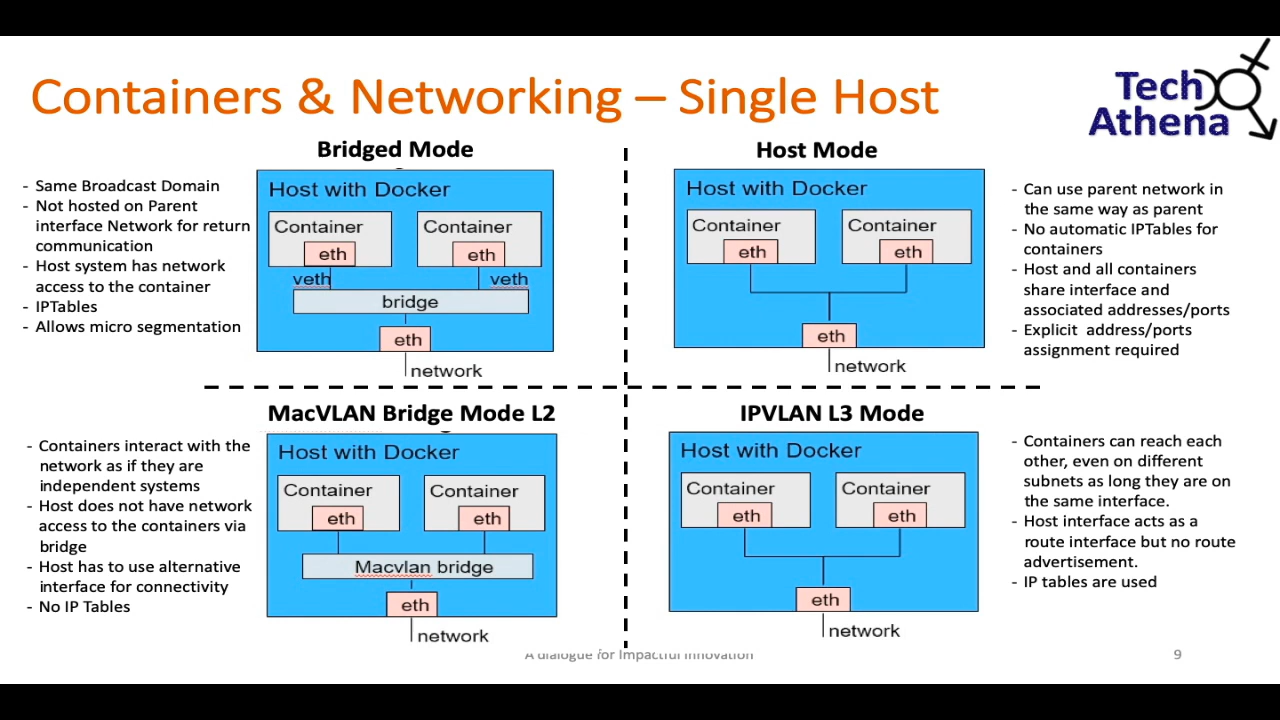 Containers & Networking – Single Host
Tech
Athena
Bridged Mode
- Same Broadcast Domain
- Not hosted on Parent
interface Network for return
communication
- Host system has network
access to the container
- IPTables
- Allows micro segmentation
Host with Docker
Container
Container
eth
eth
veth
veth
bridge
eth
network
Host Mode
Host with Docker
Container
Container
eth
eth
eth
network
- Can use parent network in
the same way as parent
- No automatic IPTables for
containers
- Host and all containers
share interface and
associated addresses/ports
- Explicit address/ports
assignment required
MacVLAN Bridge Mode L2
- Containers interact with the
network as if they are
independent systems
- Host does not have network
access to the containers via
bridge
- Host has to use alternative
interface for connectivity
- No IP Tables
Host with Docker
Container
Container
eth
eth
Macvlan bridge
eth
network
IPVLAN L3 Mode
Host with Docker
Container
Container
eth
eth
eth
network
- Containers can reach each
other, even on different
subnets as long they are on
the same interface.
- Host interface acts as a
route interface but no route
advertisement.
- IP tables are used
A dialogue for Impactful Innovation
9